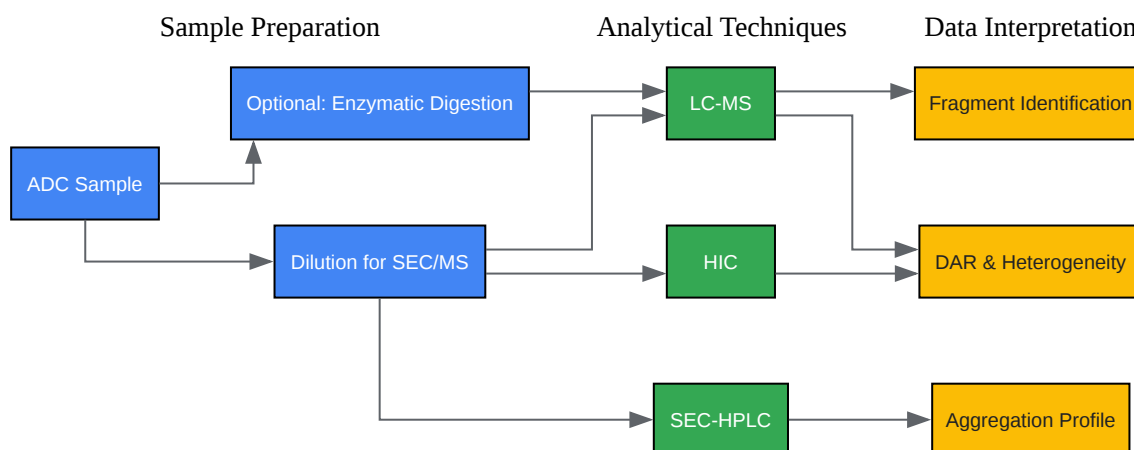 Sample Preparation
Analytical Techniques
Data Interpretation
Optional: Enzymatic Digestion
LC-MS
Fragment Identification
ADC Sample
Dilution for SEC/MS
HIC
DAR & Heterogeneity
SEC-HPLC
Aggregation Profile